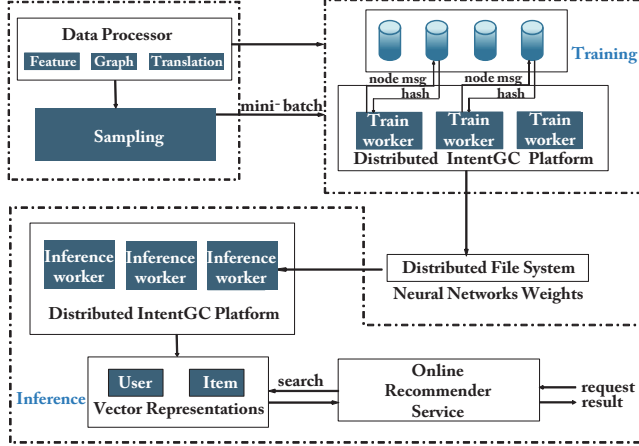 Data Processor
Feature
Graph
Translation
Sampling
mini-batch
Training
node msg
hash
node msg
hash
Train
worker
Train
worker
Train
worker
Distributed IntentGC Platform
Distributed File System
Neural Networks Weights
Inference
worker
Inference
worker
Inference
worker
Distributed IntentGC Platform
Inference
User
Item
Vector Representations
search
Online
Recommender
Service
request
result